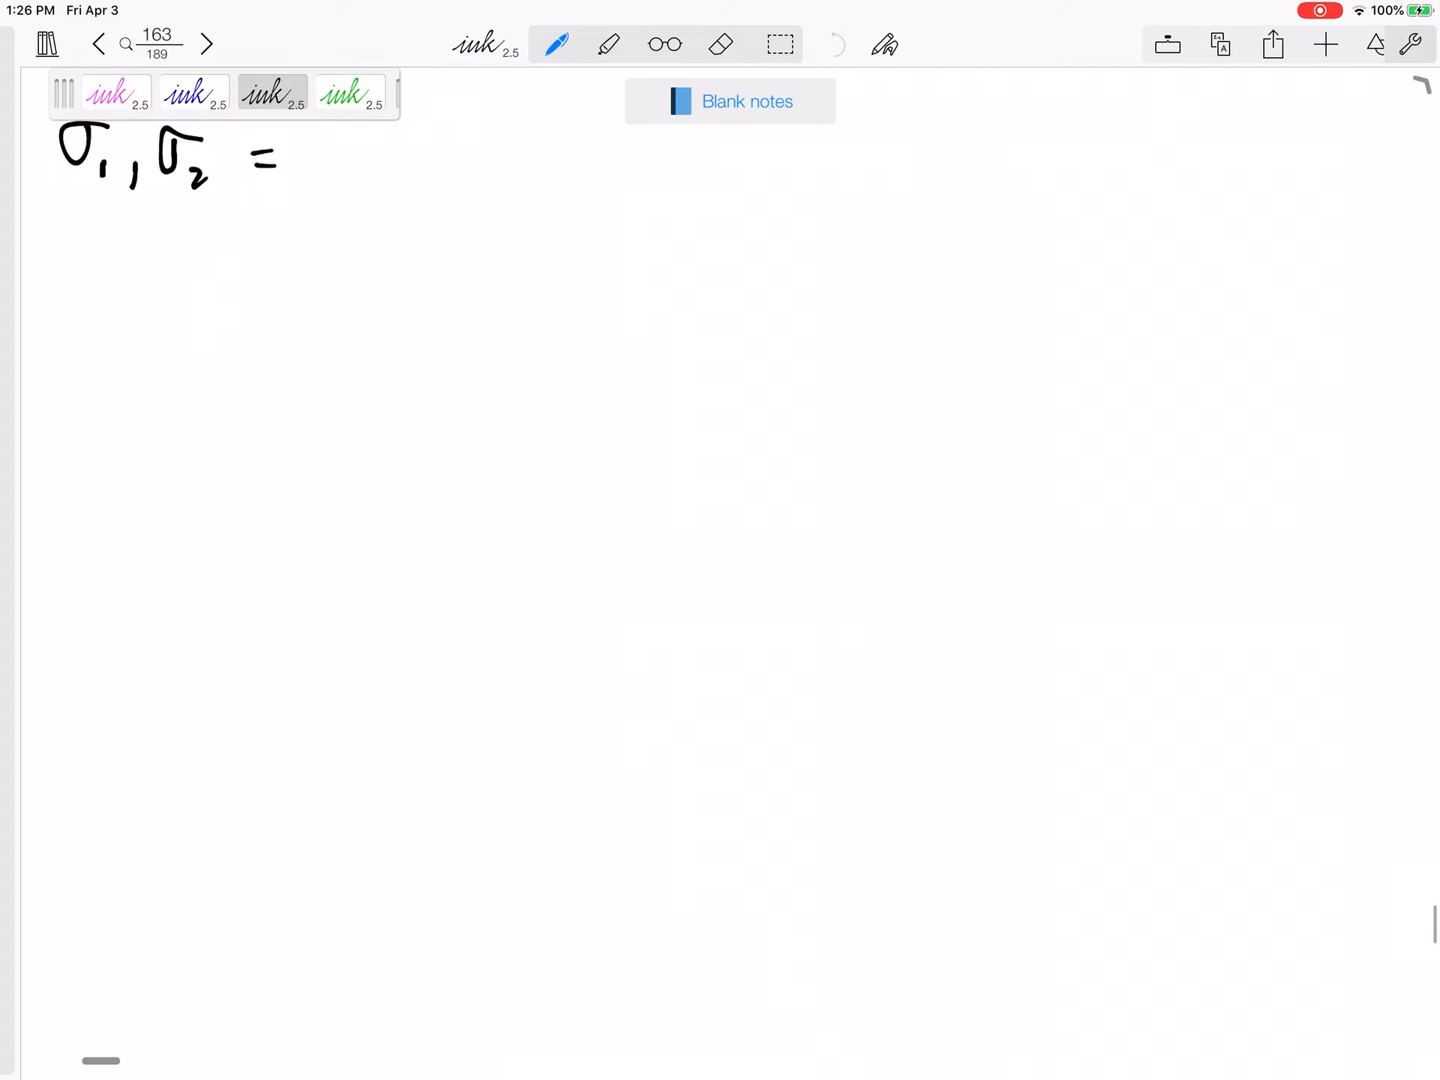 1:26 PM Fri Apr 3 100%
163
189
ink 2.5
ink 2.5 ink 2.5 ink 2.5 ink 2.5
Blank notes
σ₁, σ₂ =